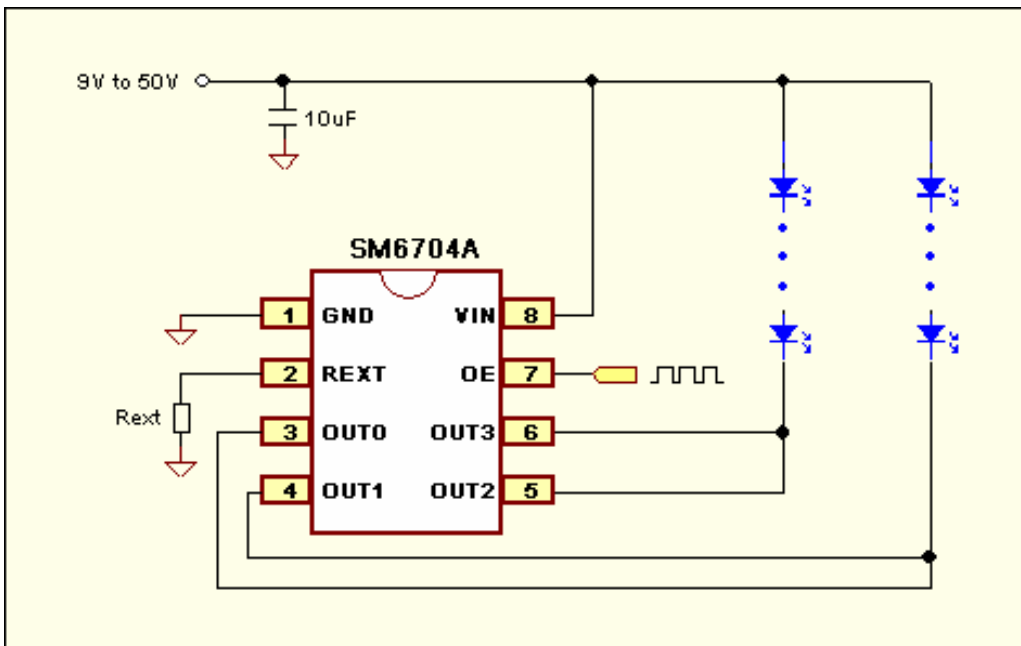 9V to 50V
10uF
SM6704A
1 GND VIN 8
2 REXT OE 7
Rext
3 OUT0 OUT3 6
4 OUT1 OUT2 5